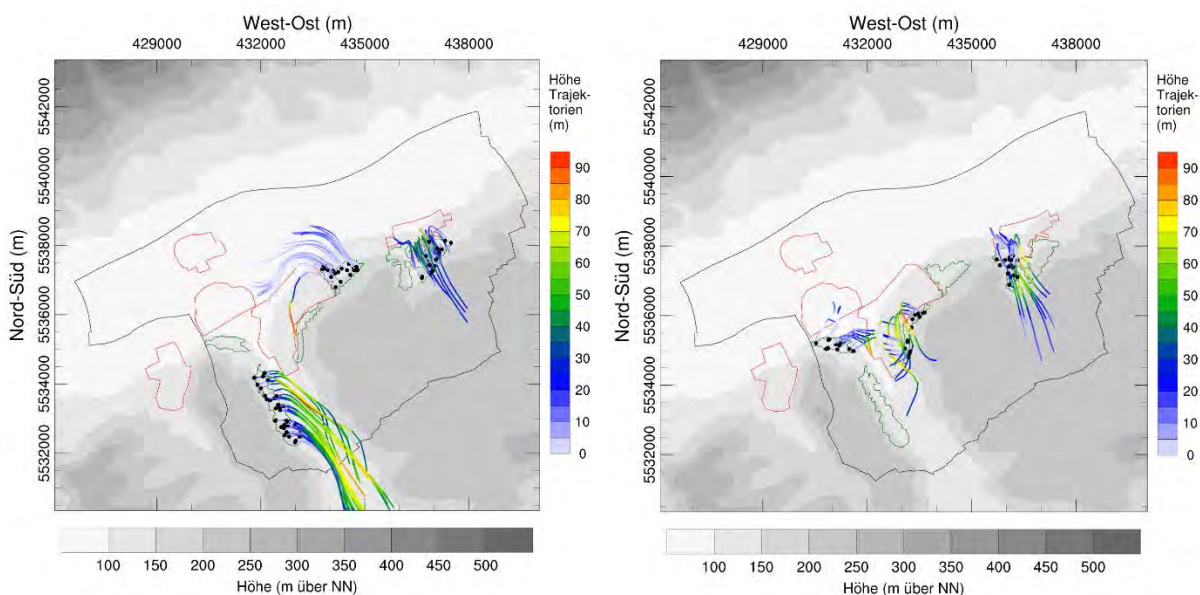 West-Ost (m)
429000 432000 435000 438000
Nord-Süd (m)
5542000
5540000
5538000
5536000
5534000
5532000
Höhe
Trajek-
torien
(m)
90
80
70
60
50
40
30
20
10
0
100 150 200 250 300 350 400 450 500
Höhe (m über NN)
West-Ost (m)
429000 432000 435000 438000
Nord-Süd (m)
5542000
5540000
5538000
5536000
5534000
5532000
Höhe
Trajek-
torien
(m)
90
80
70
60
50
40
30
20
10
0
100 150 200 250 300 350 400 450 500
Höhe (m über NN)